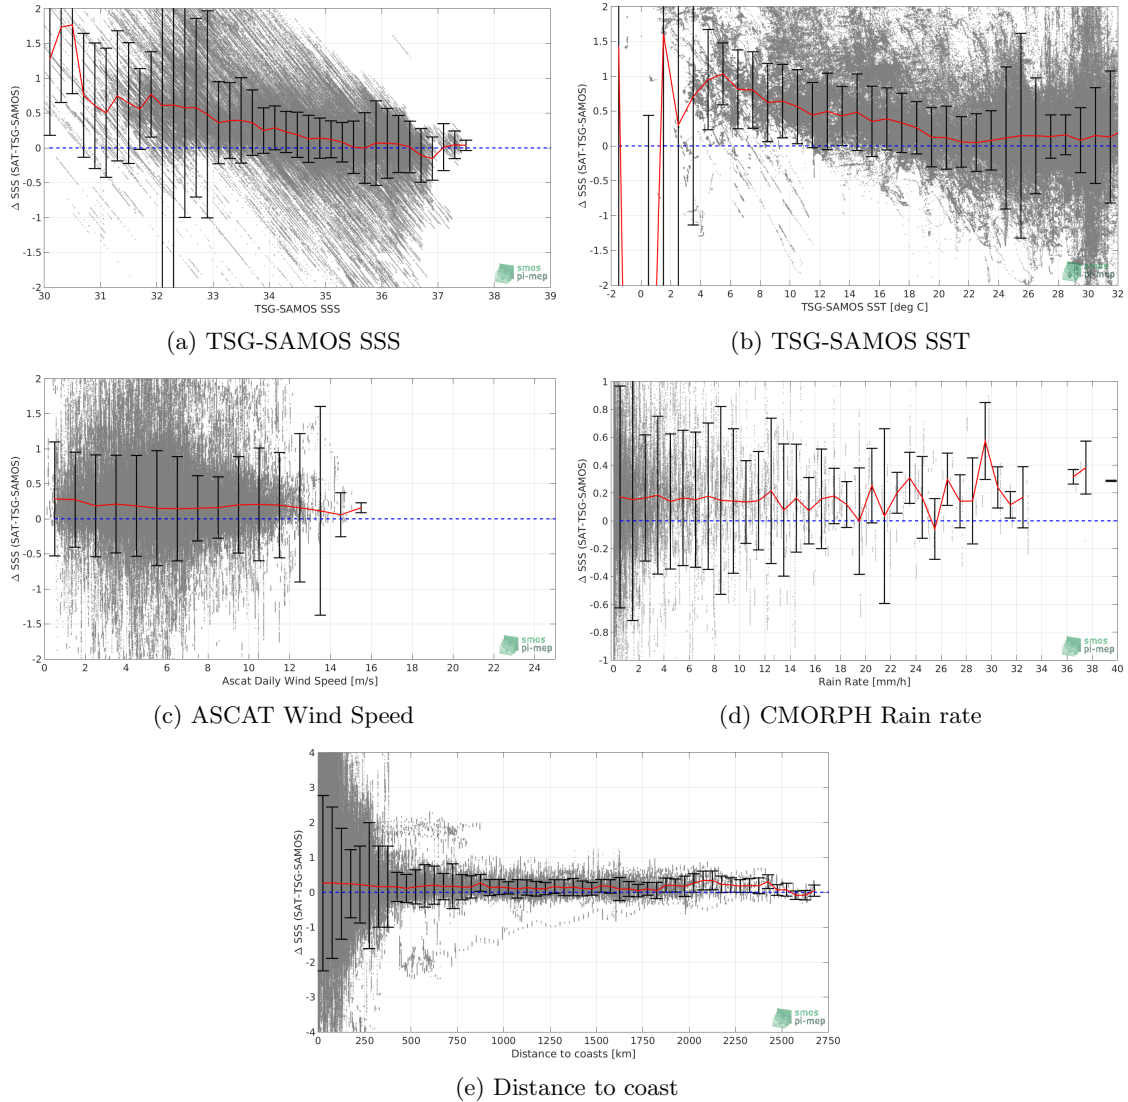 2
1.5
1
0.5
0
-0.5
-1
-1.5
-2
Δ SSS (SAT-TSG-SAMOS)
30 31 32 33 34 35 36 37 38 39
TSG-SAMOS SSS
smos
pi-mep
(a) TSG-SAMOS SSS
2
1.5
1
0.5
0
-0.5
-1
-1.5
-2
Δ SSS (SAT-TSG-SAMOS)
-2 0 2 4 6 8 10 12 14 16 18 20 22 24 26 28 30 32
TSG-SAMOS SST [deg C]
smos
pi-mep
(b) TSG-SAMOS SST
2
1.5
1
0.5
0
-0.5
-1
-1.5
-2
Δ SSS (SAT-TSG-SAMOS)
0 2 4 6 8 10 12 14 16 18 20 22 24
Ascat Daily Wind Speed [m/s]
smos
pi-mep
(c) ASCAT Wind Speed
1
0.8
0.6
0.4
0.2
0
-0.2
-0.4
-0.6
-0.8
-1
Δ SSS (SAT-TSG-SAMOS)
0 2 4 6 8 10 12 14 16 18 20 22 24 26 28 30 32 34 36 38 40
Rain Rate [mm/h]
smos
pi-mep
(d) CMORPH Rain rate
4
3
2
1
0
-1
-2
-3
-4
Δ SSS (SAT-TSG-SAMOS)
0 250 500 750 1000 1250 1500 1750 2000 2250 2500 2750
Distance to coasts [km]
smos
pi-mep
(e) Distance to coast